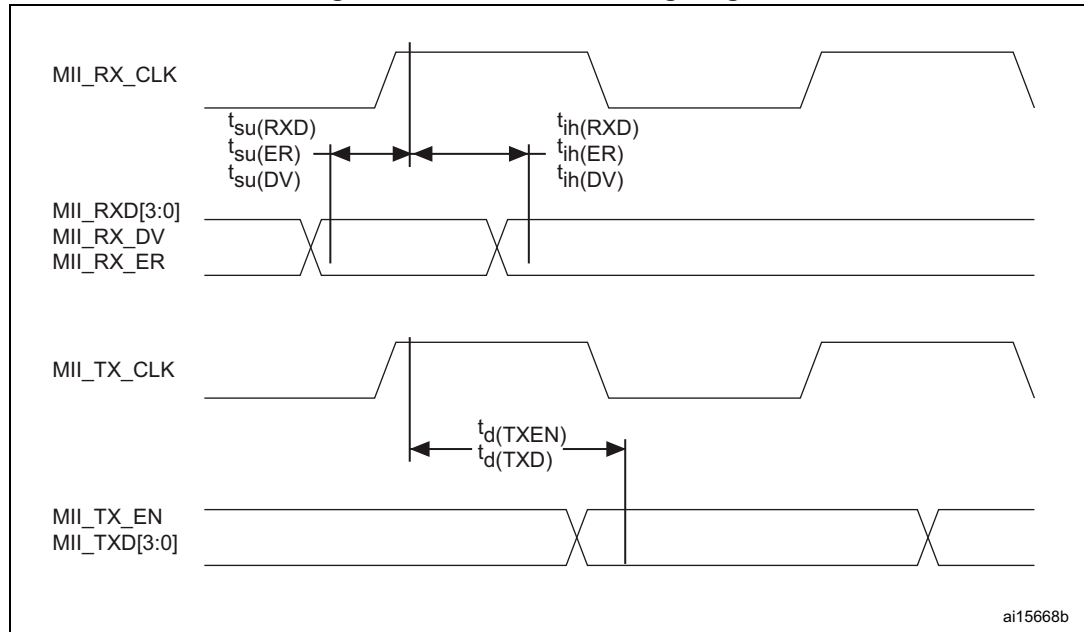 MII_RX_CLK
tsu(RXD)
tsu(ER)
tsu(DV)
tih(RXD)
tih(ER)
tih(DV)
MII_RXD[3:0]
MII_RX_DV
MII_RX_ER
MII_TX_CLK
td(TXEN)
td(TXD)
MII_TX_EN
MII_TXD[3:0]
ai15668b